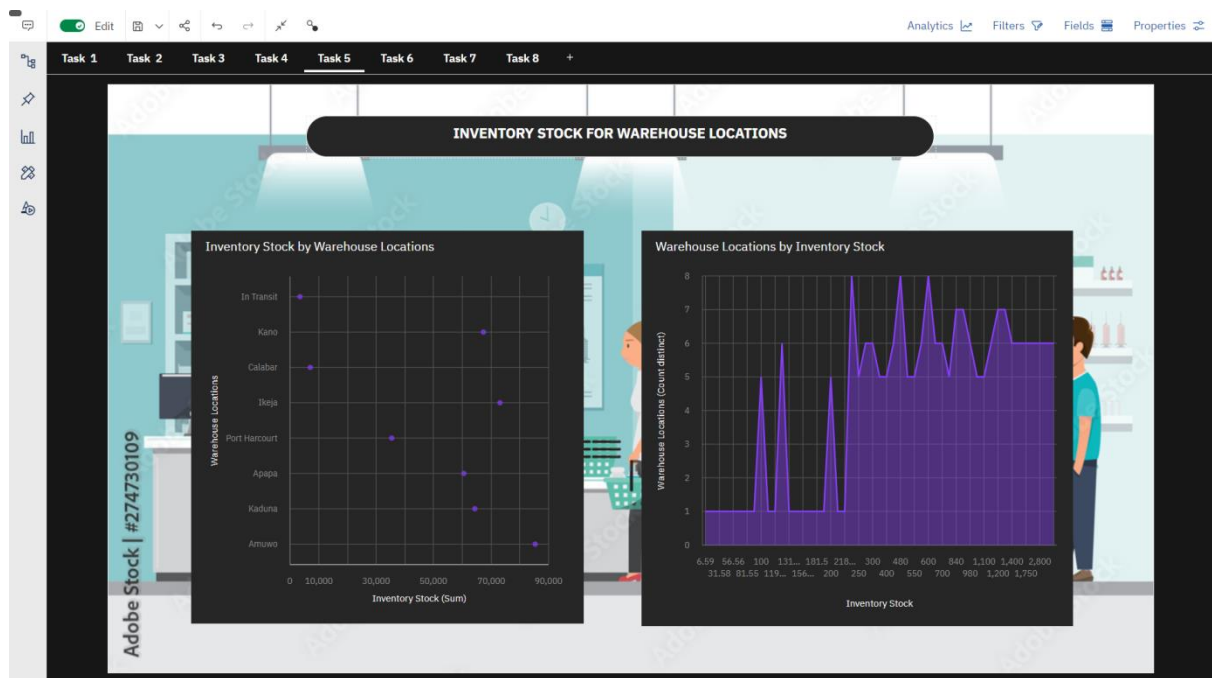 Edit
Analytics Filters Fields Properties
Task 1 Task 2 Task 3 Task 4 Task 5 Task 6 Task 7 Task 8 +
INVENTORY STOCK FOR WAREHOUSE LOCATIONS
Inventory Stock by Warehouse Locations
Warehouse Locations
In Transit
Kano
Calabar
Ikeja
Port Harcourt
Apapa
Kaduna
Amuwo
0 10,000 30,000 50,000 70,000 90,000
Inventory Stock (Sum)
Warehouse Locations by Inventory Stock
Warehouse Locations (Count distinct)
8
7
6
5
4
3
2
1
0
6.59 56.56 100 131... 181.5 218... 300 480 600 840 1,100 1,400 2,800
31.58 81.55 119... 156... 200 250 400 550 700 980 1,200 1,750
Inventory Stock
Adobe Stock | #274730109